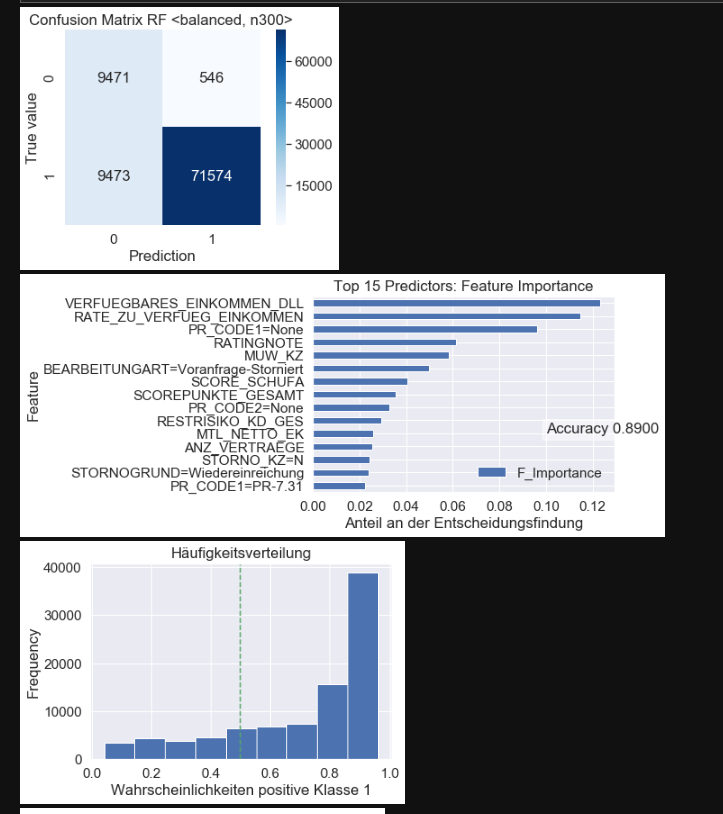 Confusion Matrix RF <balanced, n300>
True value
0
9471
546
60000
45000
30000
1
9473
71574
15000
0
1
Prediction
Top 15 Predictors: Feature Importance
Feature
VERFUEGBARES_EINKOMMEN_DLL
RATE_ZU_VERFUEG_EINKOMMEN
PR_CODE1=None
RATINGNOTE
MUW_KZ
BEARBEITUNGART=Voranfrage-Storniert
SCORE_SCHUFA
SCOREPUNKTE_GESAMT
PR_CODE2=None
RESTRISIKO_KD_GES
Accuracy 0.8900
MTL_NETTO_EK
ANZ_VERTRAEGE
STORNO_KZ=N
STORNOGRUND=Wiedereinreichung
F_Importance
PR_CODE1=PR-7.31
0.00 0.02 0.04 0.06 0.08 0.10 0.12
Anteil an der Entscheidungsfindung
Häufigkeitsverteilung
Frequency
40000
30000
20000
10000
0
0.0 0.2 0.4 0.6 0.8 1.0
Wahrscheinlichkeiten positive Klasse 1